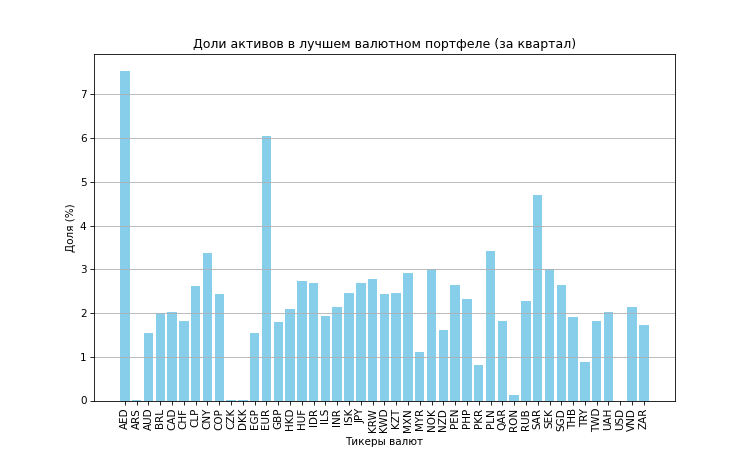 Доли активов в лучшем валютном портфеле (за квартал)
Доля (%)
7
6
5
4
3
2
1
0
AED ARS AUD BRL CAD CHF CLP CNY COP CZK DKK EGP EUR GBP HKD HUF IDR ILS INR ISK JPY KRW KWD KZT MXN MYR NOK NZD PEN PHP PKR PLN QAR RON RUB SAR SEK SGD THB TRY TWD UAH USD VND ZAR
Тикеры валют